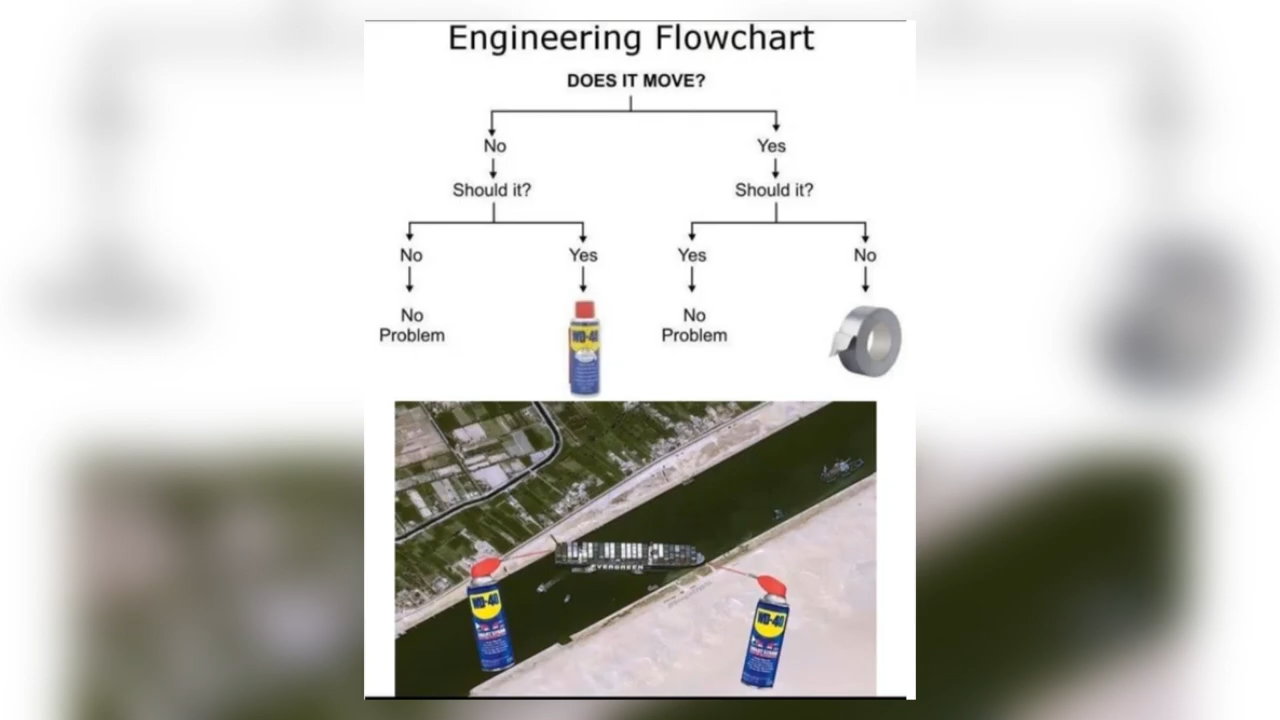 Engineering Flowchart
DOES IT MOVE?
No
Yes
Should it?
Should it?
No
Yes
Yes
No
No
Problem
WD-40
No
Problem
EVERGREEN
WD-40
WD-40